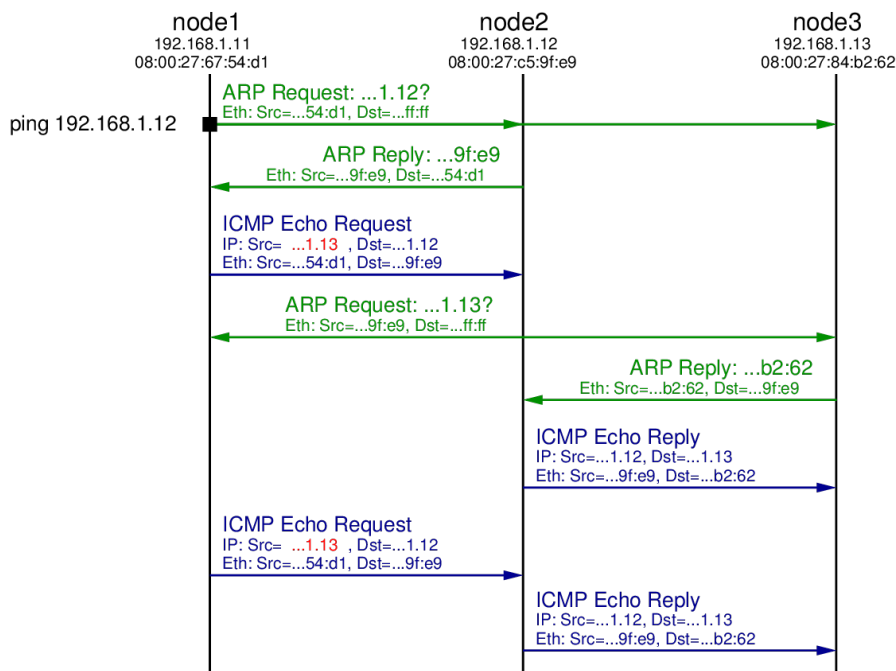 node1
192.168.1.11
08:00:27:67:54:d1
node2
192.168.1.12
08:00:27:c5:9f:e9
node3
192.168.1.13
08:00:27:84:b2:62
ping 192.168.1.12
ARP Request: ...1.12?
Eth: Src=...54:d1, Dst=...ff:ff
ARP Reply: ...9f:e9
Eth: Src=...9f:e9, Dst=...54:d1
ICMP Echo Request
IP: Src= ...1.13 , Dst=...1.12
Eth: Src=...54:d1, Dst=...9f:e9
ARP Request: ...1.13?
Eth: Src=...9f:e9, Dst=...ff:ff
ARP Reply: ...b2:62
Eth: Src=...b2:62, Dst=...9f:e9
ICMP Echo Reply
IP: Src=...1.12, Dst=...1.13
Eth: Src=...9f:e9, Dst=...b2:62
ICMP Echo Request
IP: Src= ...1.13 , Dst=...1.12
Eth: Src=...54:d1, Dst=...9f:e9
ICMP Echo Reply
IP: Src=...1.12, Dst=...1.13
Eth: Src=...9f:e9, Dst=...b2:62